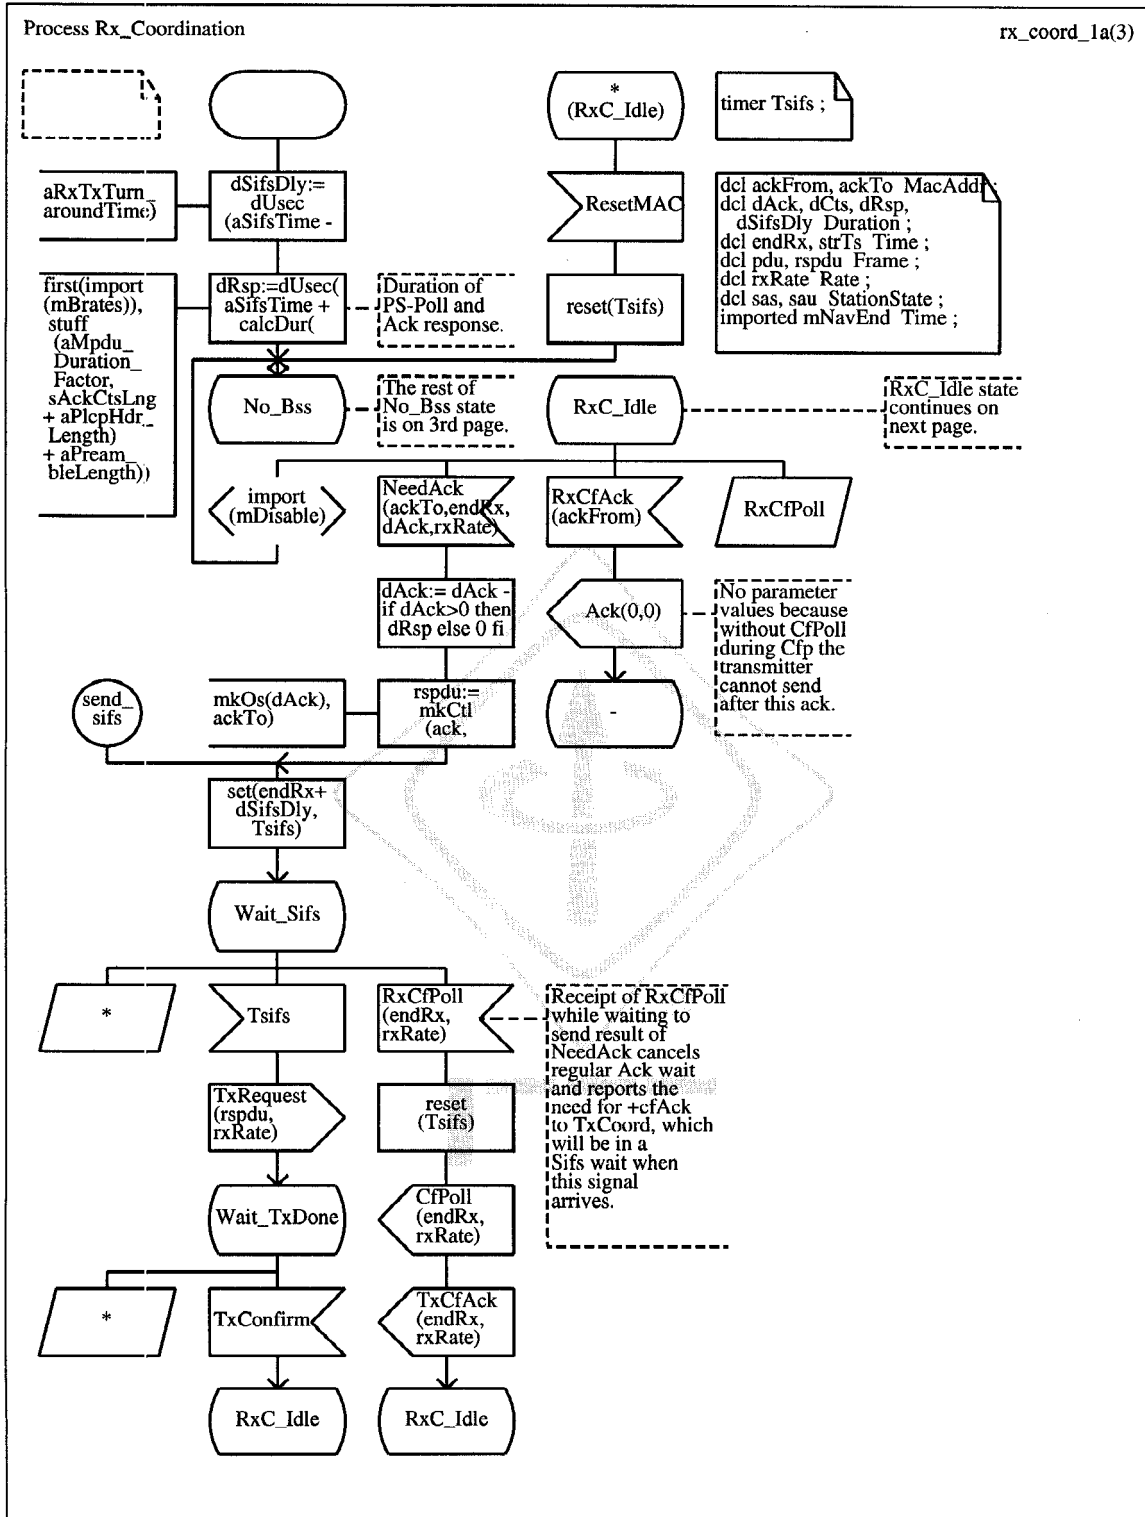 Process Rx_Coordination
rx_coord_1a(3)
*
(RxC_Idle)
timer Tsifs ;
aRxTxTurn_
aroundTime)
dSifsDly:=
dUsec
(aSifsTime -
ResetMAC
dcl ackFrom, ackTo MacAddr ;
dcl dAck, dCts, dRsp,
dSifsDly Duration ;
dcl endRx, strTs Time ;
dcl pdu, rspdu Frame ;
dcl rxRate Rate ;
dcl sas, sau StationState ;
imported mNavEnd Time ;
first(import
(mBrates)),
stuff
(aMpdu_
Duration_
Factor,
sAckCtsLng
+ aPlcpHdr_
Length)
+ aPream_
bleLength))
dRsp:=dUsec(
aSifsTime +
calcDur(
Duration of
PS-Poll and
Ack response.
reset(Tsifs)
No_Bss
The rest of
No_Bss state
is on 3rd page.
RxC_Idle
RxC_Idle state
continues on
next page.
import
(mDisable)
NeedAck
(ackTo,endRx,
dAck,rxRate)
RxCfAck
(ackFrom)
RxCfPoll
dAck:= dAck -
if dAck>0 then
dRsp else 0 fi
Ack(0,0)
No parameter
values because
without CfPoll
during Cfp the
transmitter
cannot send
after this ack.
send_
sifs
mkOs(dAck),
ackTo)
rspdu:=
mkCtl
(ack,
-
set(endRx+
dSifsDly,
Tsifs)
Wait_Sifs
*
Tsifs
RxCfPoll
(endRx,
rxRate)
Receipt of RxCfPoll
while waiting to
send result of
NeedAck cancels
regular Ack wait
and reports the
need for +cfAck
to TxCoord, which
will be in a
Sifs wait when
this signal
arrives.
TxRequest
(rspdu,
rxRate)
reset
(Tsifs)
Wait_TxDone
CfPoll
(endRx,
rxRate)
*
TxConfirm
TxCfAck
(endRx,
rxRate)
RxC_Idle
RxC_Idle